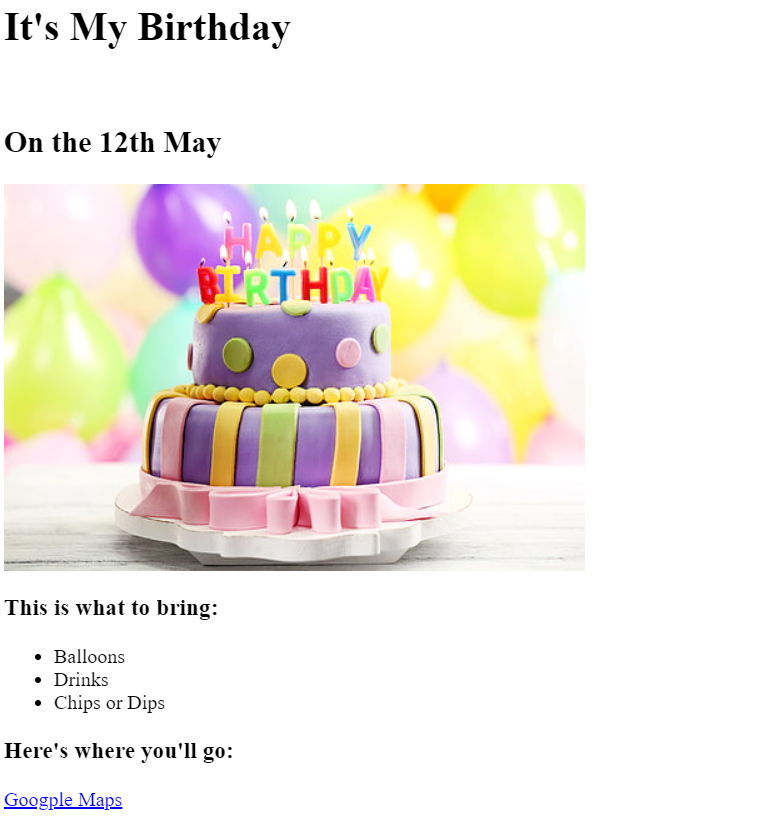 It's My Birthday
On the 12th May
HAPPY
BIRTHDAY
This is what to bring:
Balloons
Drinks
Chips or Dips
Here's where you'll go:
Googple Maps